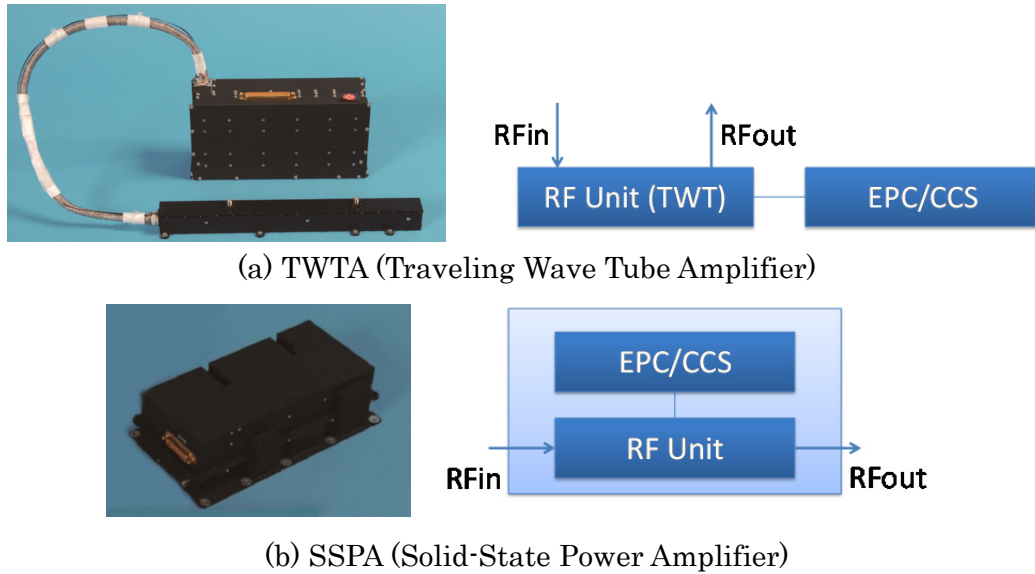 RFin
RFout
RF Unit (TWT)
EPC/CCS
(a) TWTA (Traveling Wave Tube Amplifier)
EPC/CCS
RF Unit
RFin
RFout
(b) SSPA (Solid-State Power Amplifier)